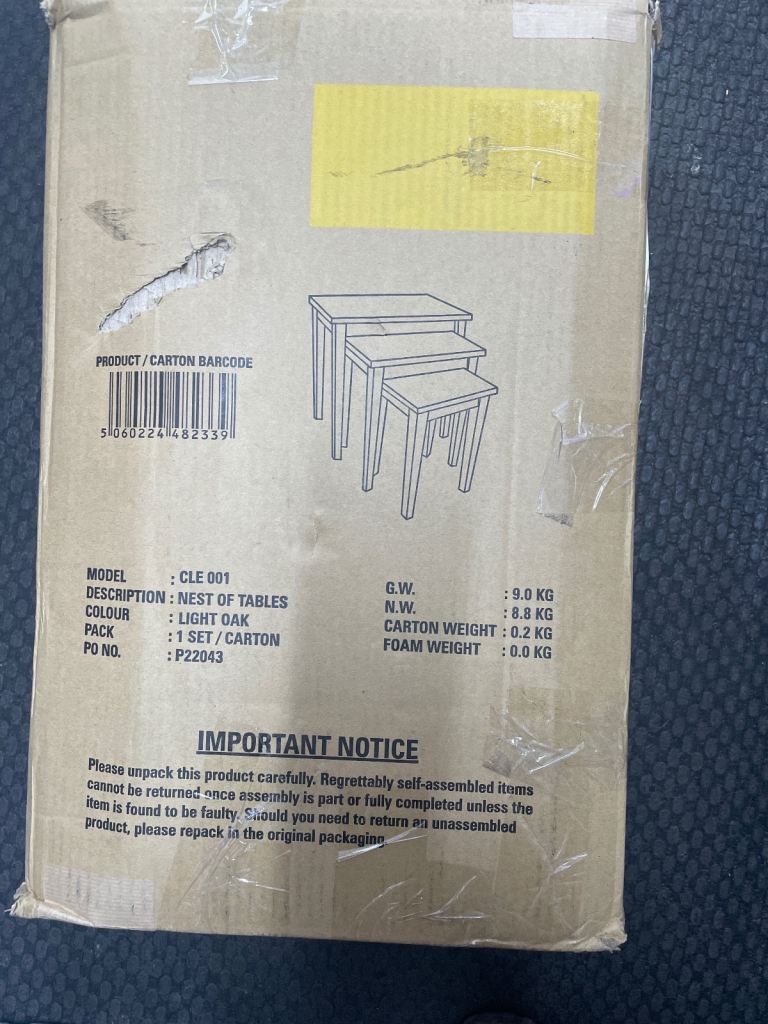 PRODUCT / CARTON BARCODE
5 060224 482339
MODEL : CLE 001
DESCRIPTION : NEST OF TABLES
COLOUR : LIGHT OAK
PACK : 1 SET / CARTON
PO NO. : P22043
G.W. : 9.0 KG
N.W. : 8.8 KG
CARTON WEIGHT : 0.2 KG
FOAM WEIGHT : 0.0 KG
IMPORTANT NOTICE
Please unpack this product carefully. Regrettably self-assembled items
cannot be returned once assembly is part or fully completed unless the
item is found to be faulty. Should you need to return an unassembled
product, please repack in the original packaging.